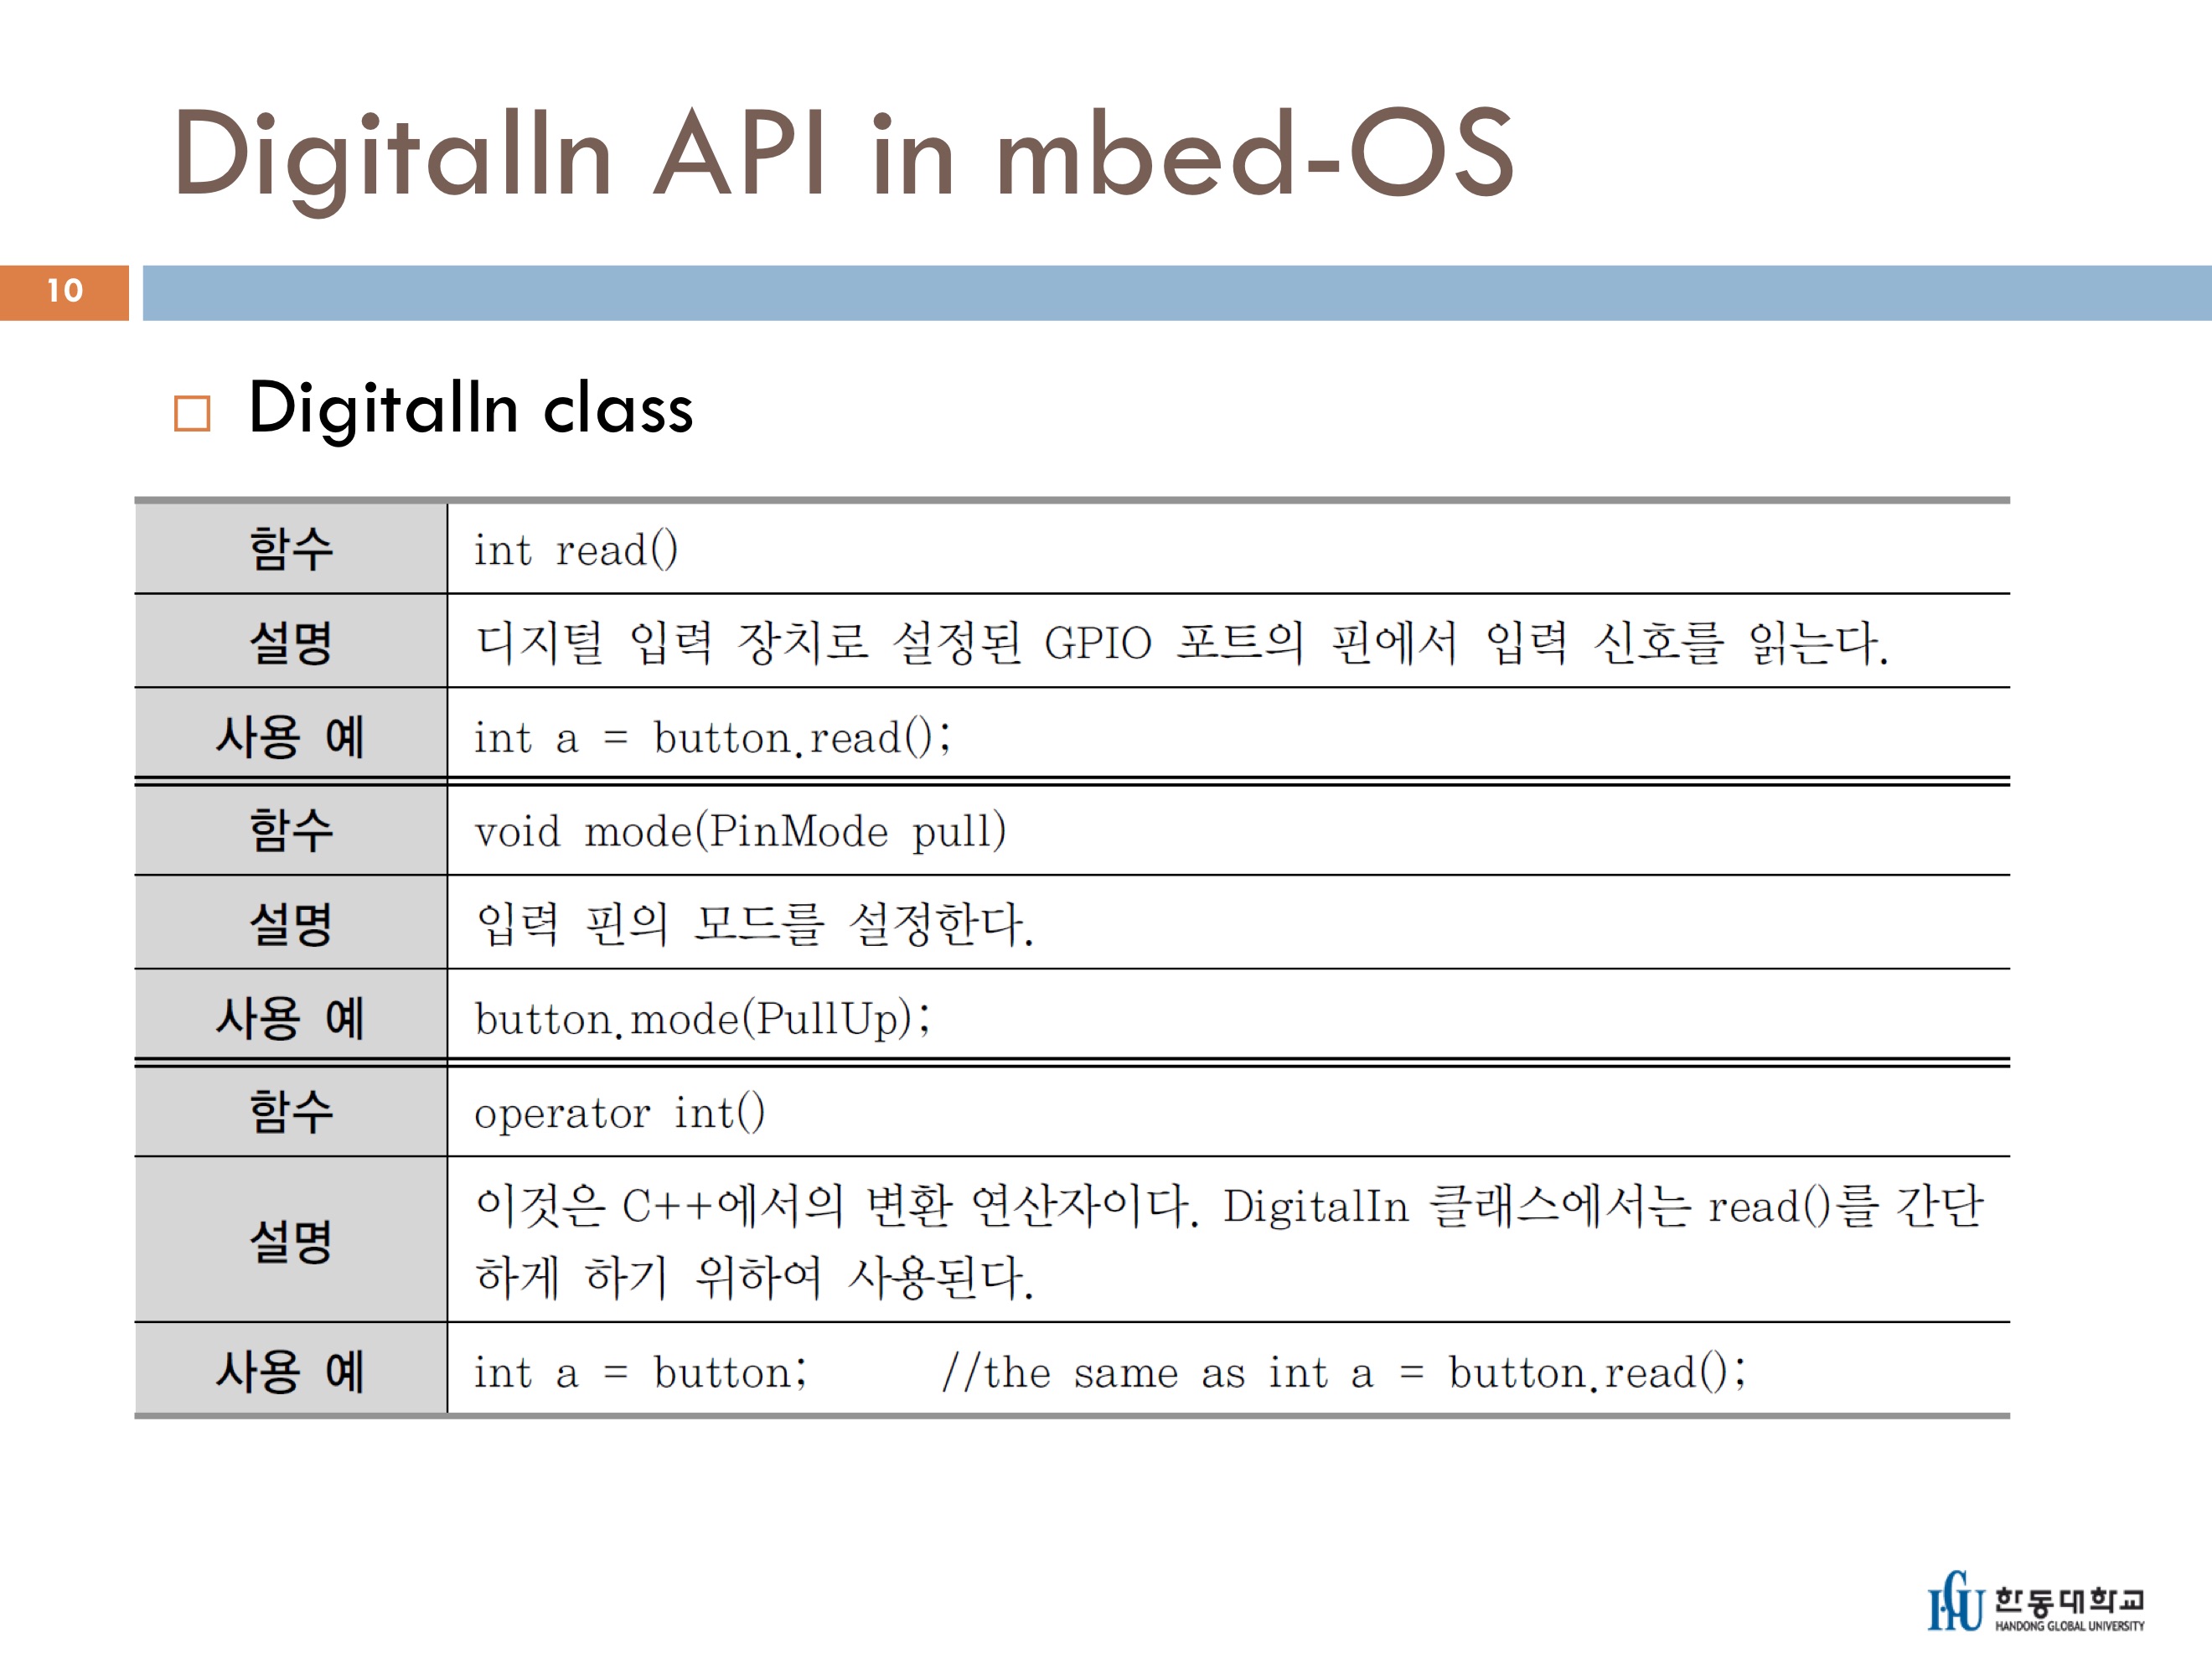 DigitalIn API in mbed-OS
10
DigitalIn class
함수 int read()
설명 디지털 입력 장치로 설정된 GPIO 포트의 핀에서 입력 신호를 읽는다.
사용 예 int a = button.read();
함수 void mode(PinMode pull)
설명 입력 핀의 모드를 설정한다.
사용 예 button.mode(PullUp);
함수 operator int()
설명 이것은 C++에서의 변환 연산자이다. DigitalIn 클래스에서는 read()를 간단
하게 하기 위하여 사용된다.
사용 예 int a = button; //the same as int a = button.read();
HGU 한동대학교
HANDONG GLOBAL UNIVERSITY